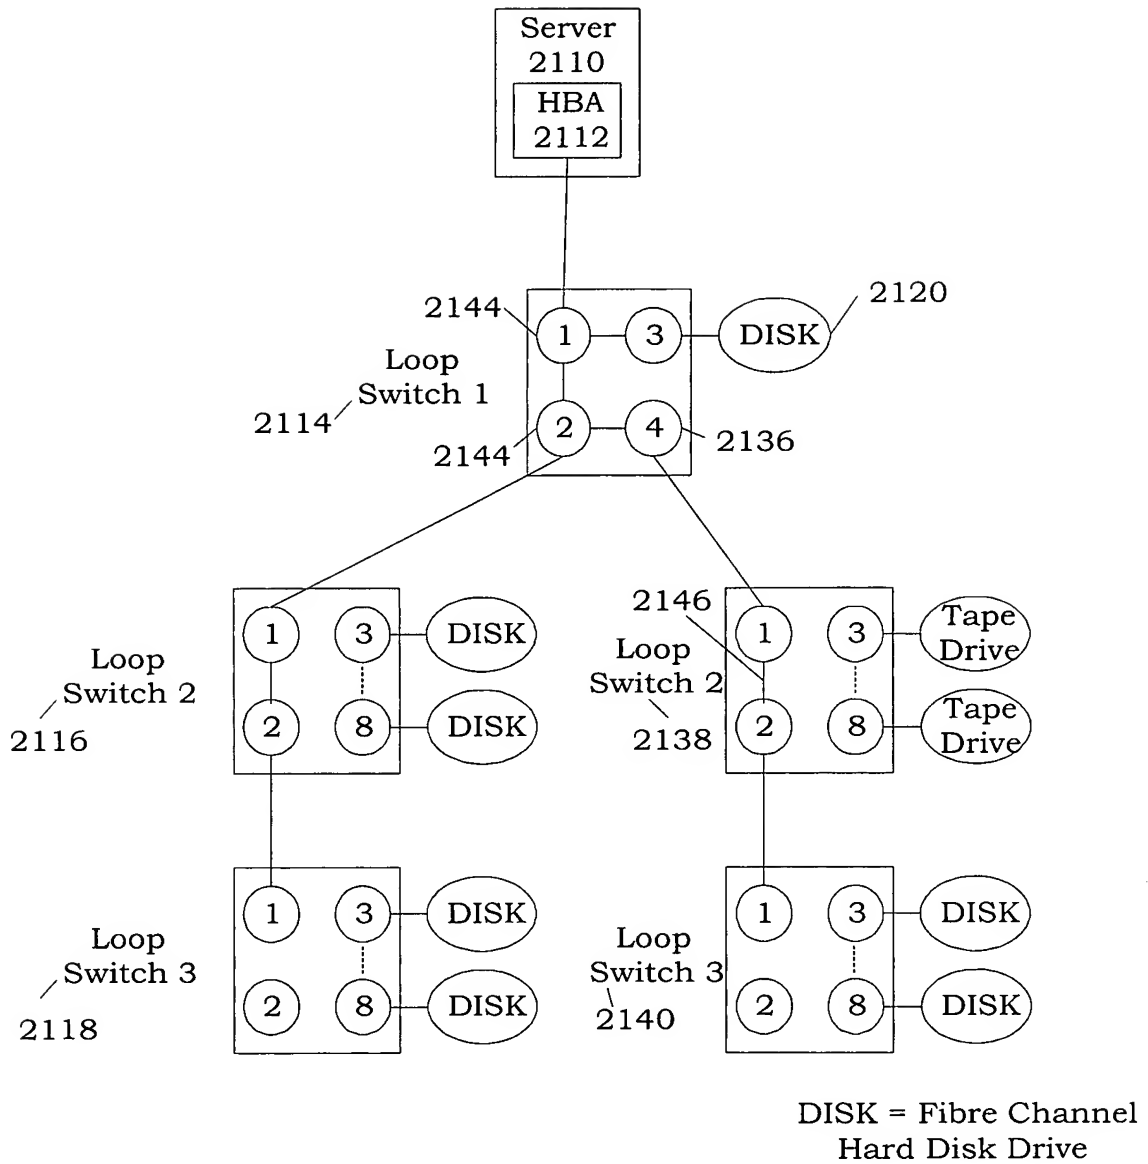 Server
2110
HBA
2112
2144
1
3
DISK
2120
Loop
Switch 1
2114
2
4
2136
2144
1
3
DISK
Loop
Switch 2
2116
2
8
DISK
2146
1
3
Tape
Drive
Loop
Switch 2
2138
2
8
Tape
Drive
1
3
DISK
Loop
Switch 3
2118
2
8
DISK
1
3
DISK
Loop
Switch 3
2140
2
8
DISK
DISK = Fibre Channel
Hard Disk Drive